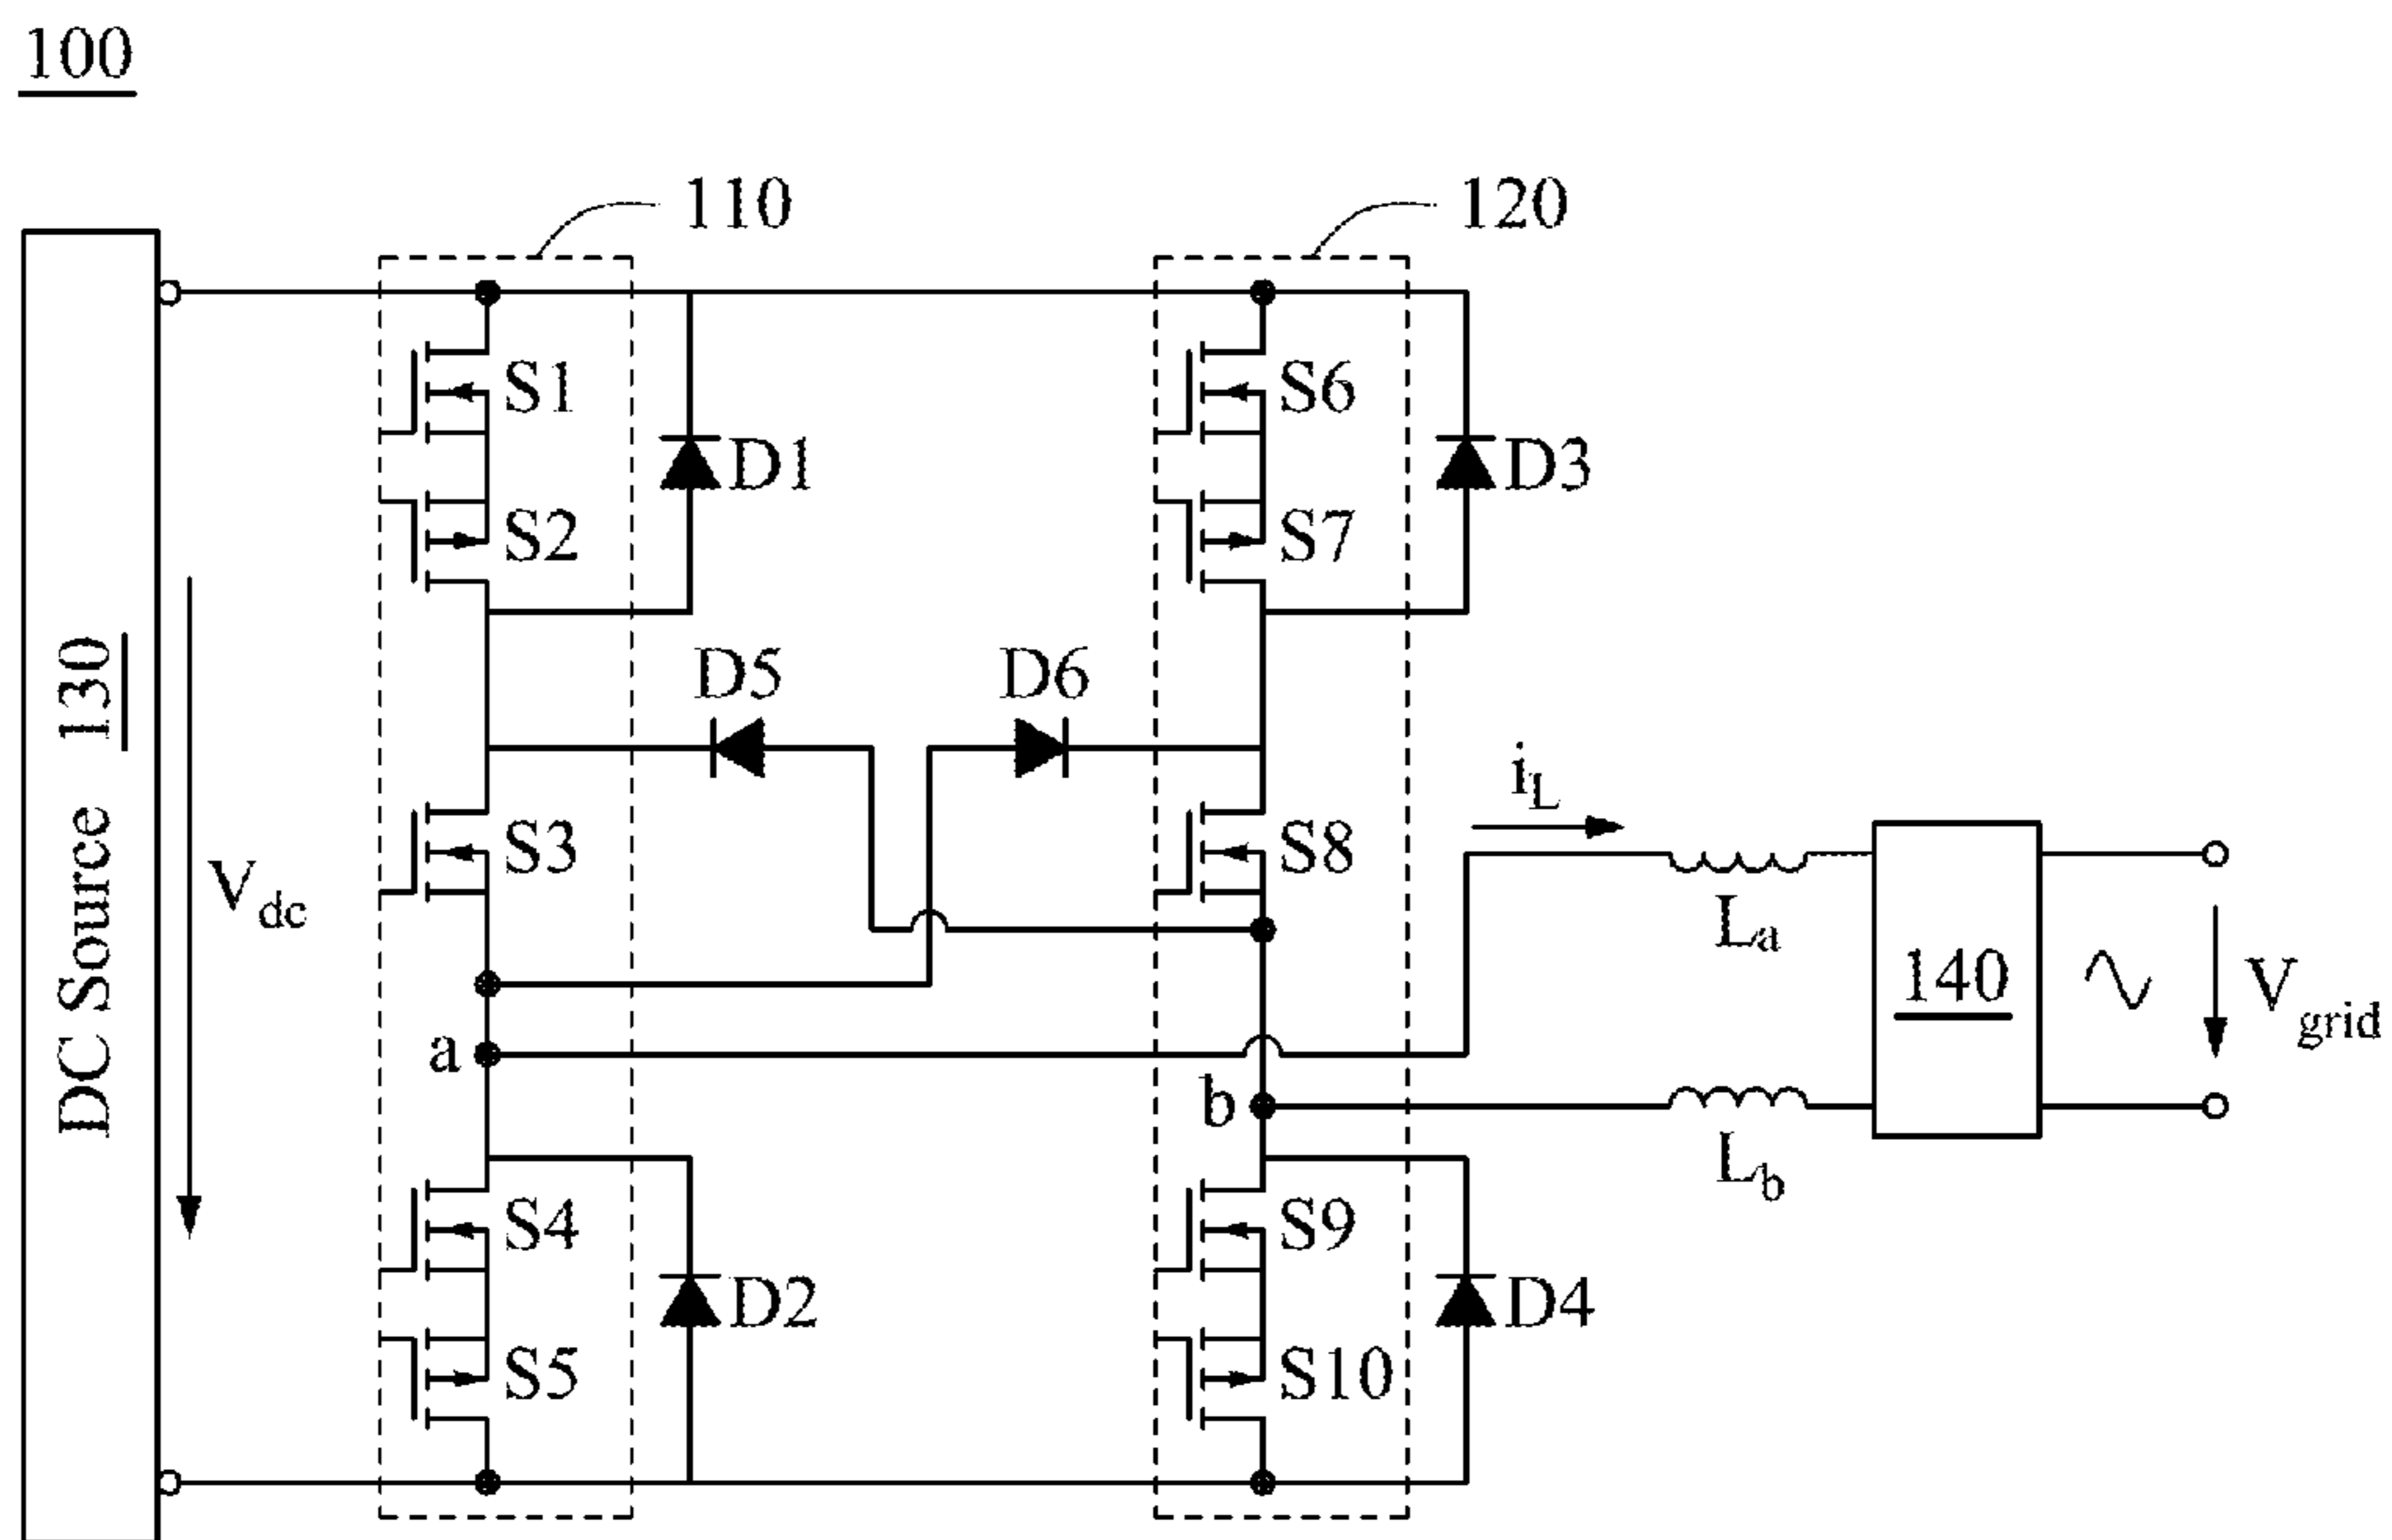 100
110
120
S1
D1
S2
S6
D3
S7
D5
D6
DC Source 130
Vdc
S3
S8
iL
La
a
b
Lb
140
Vgrid
S4
D2
S5
S9
D4
S10